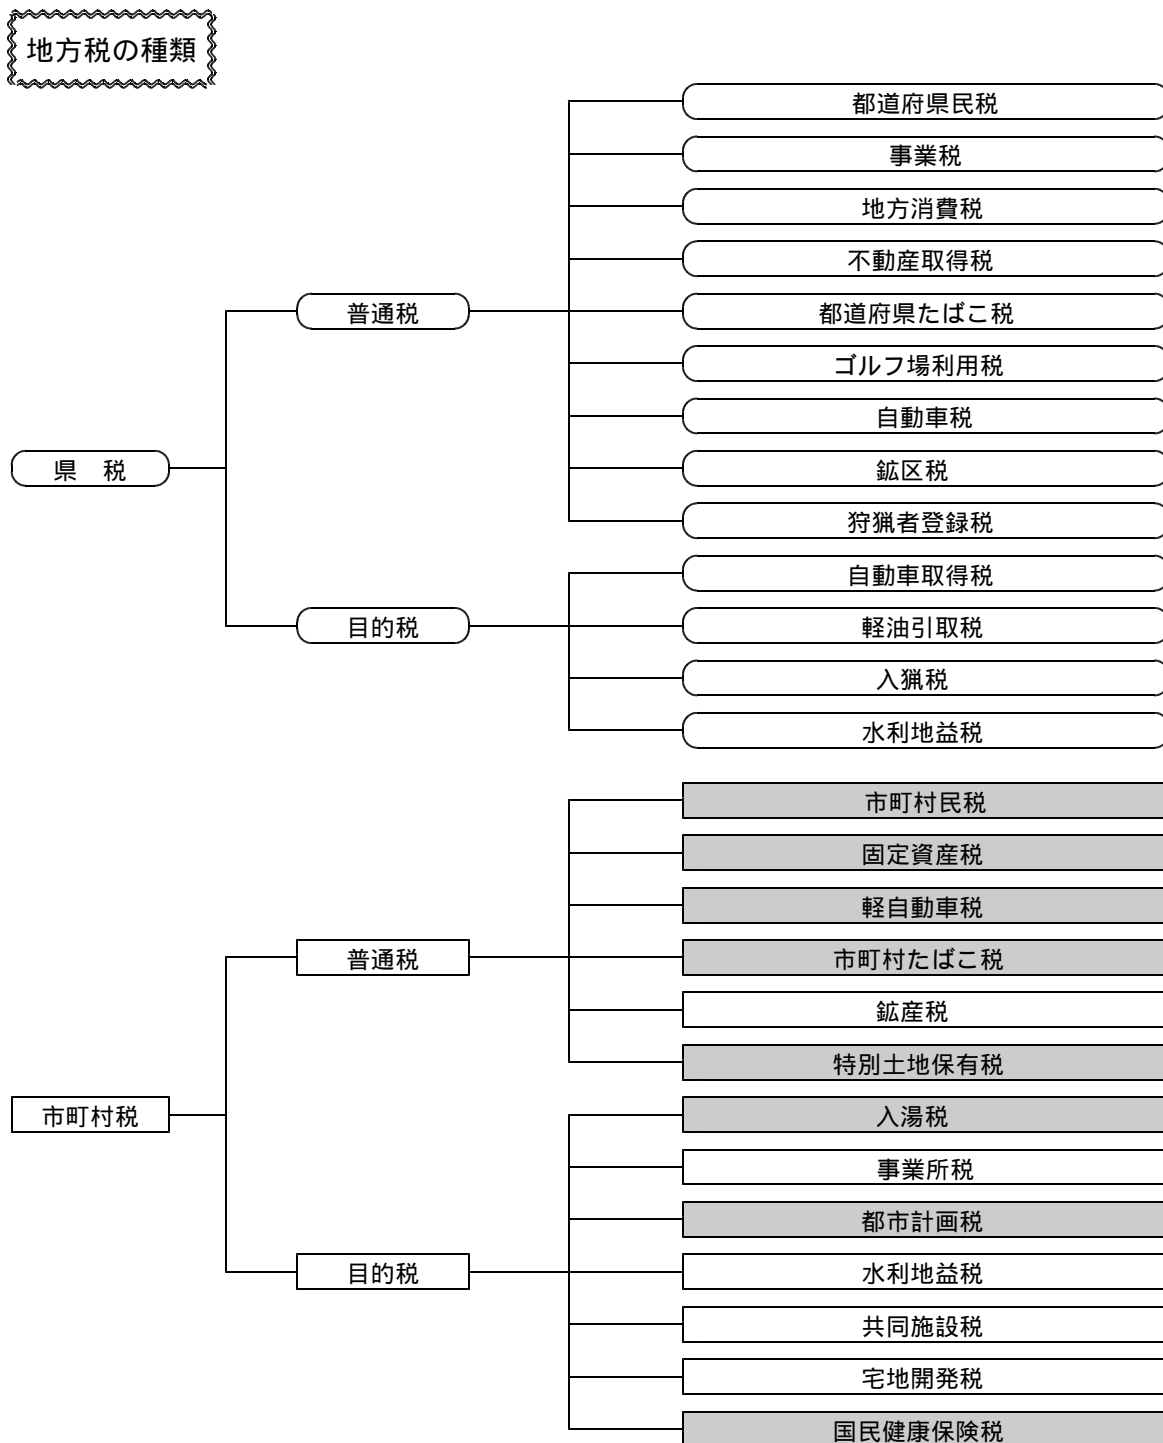 地方税の種類
県　税
普通税
都道府県民税
事業税
地方消費税
不動産取得税
都道府県たばこ税
ゴルフ場利用税
自動車税
鉱区税
狩猟者登録税
目的税
自動車取得税
軽油引取税
入猟税
水利地益税
市町村税
普通税
市町村民税
固定資産税
軽自動車税
市町村たばこ税
鉱産税
特別土地保有税
目的税
入湯税
事業所税
都市計画税
水利地益税
共同施設税
宅地開発税
国民健康保険税